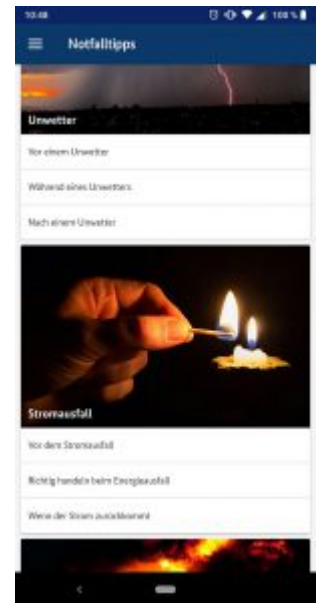 10:48
100 %
Notfalltipps
Unwetter
Vor einem Unwetter
Während eines Unwetters
Nach einem Unwetter
Stromausfall
Vor dem Stromausfall
Richtig handeln beim Energieausfall
Wenn der Strom zurückkommt